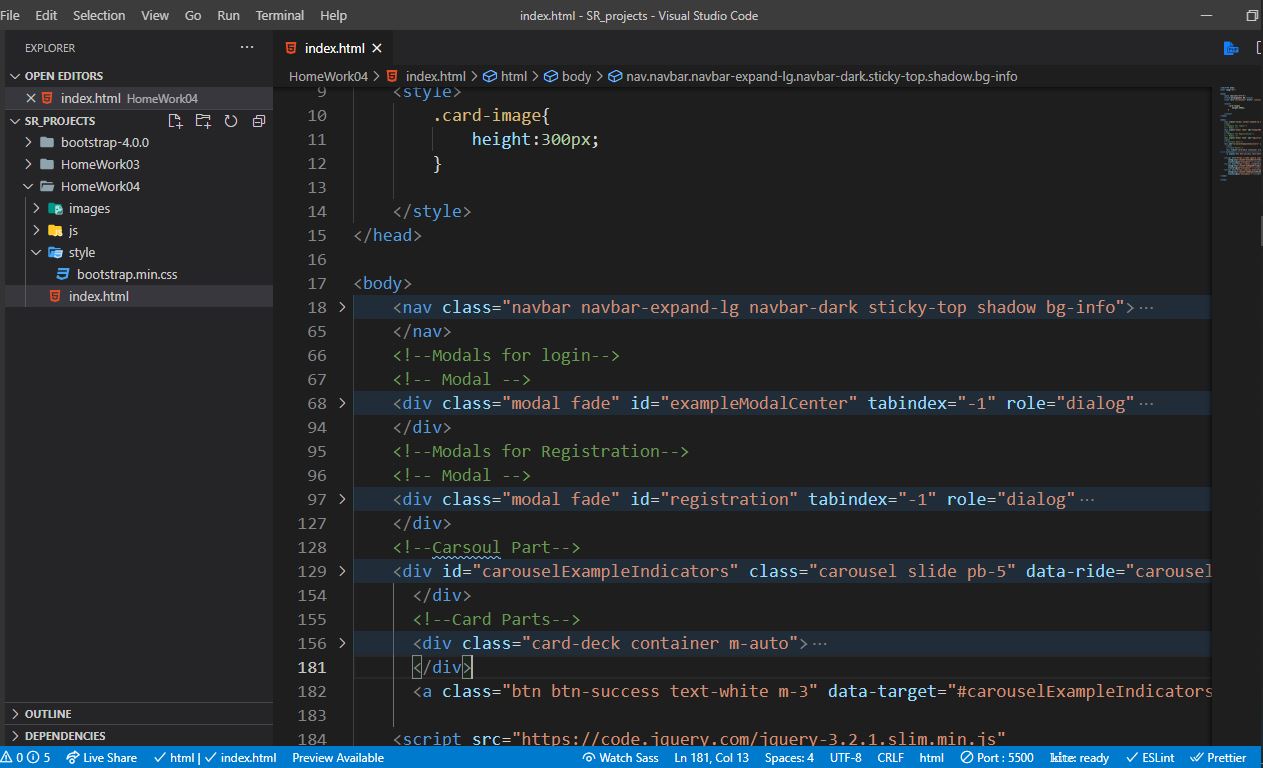 File Edit Selection View Go Run Terminal Help index.html - SR_projects - Visual Studio Code
EXPLORER
OPEN EDITORS
index.html HomeWork04
SR_PROJECTS
bootstrap-4.0.0
HomeWork03
HomeWork04
images
js
style
bootstrap.min.css
index.html
OUTLINE
DEPENDENCIES
index.html
HomeWork04 > index.html > html > body > nav.navbar.navbar-expand-lg.navbar-dark.sticky-top.shadow.bg-info
9 <style>
10 .card-image{
11 height:300px;
12 }
13
14 </style>
15 </head>
16
17 <body>
18 <nav class="navbar navbar-expand-lg navbar-dark sticky-top shadow bg-info">...
65 </nav>
66 <!--Modals for login-->
67 <!-- Modal -->
68 <div class="modal fade" id="exampleModalCenter" tabindex="-1" role="dialog"...
94 </div>
95 <!--Modals for Registration-->
96 <!-- Modal -->
97 <div class="modal fade" id="registration" tabindex="-1" role="dialog"...
127 </div>
128 <!--Carsoul Part-->
129 <div id="carouselExampleIndicators" class="carousel slide pb-5" data-ride="carousel
154 </div>
155 <!--Card Parts-->
156 <div class="card-deck container m-auto">...
181 </div>
182 <a class="btn btn-success text-white m-3" data-target="#carouselExampleIndicators
183
184 <script src="https://code.jquery.com/jquery-3.2.1.slim.min.js"
0 5 Live Share html | index.html Preview Available Watch Sass Ln 181, Col 13 Spaces: 4 UTF-8 CRLF html Port : 5500 kite: ready ESLint Prettier